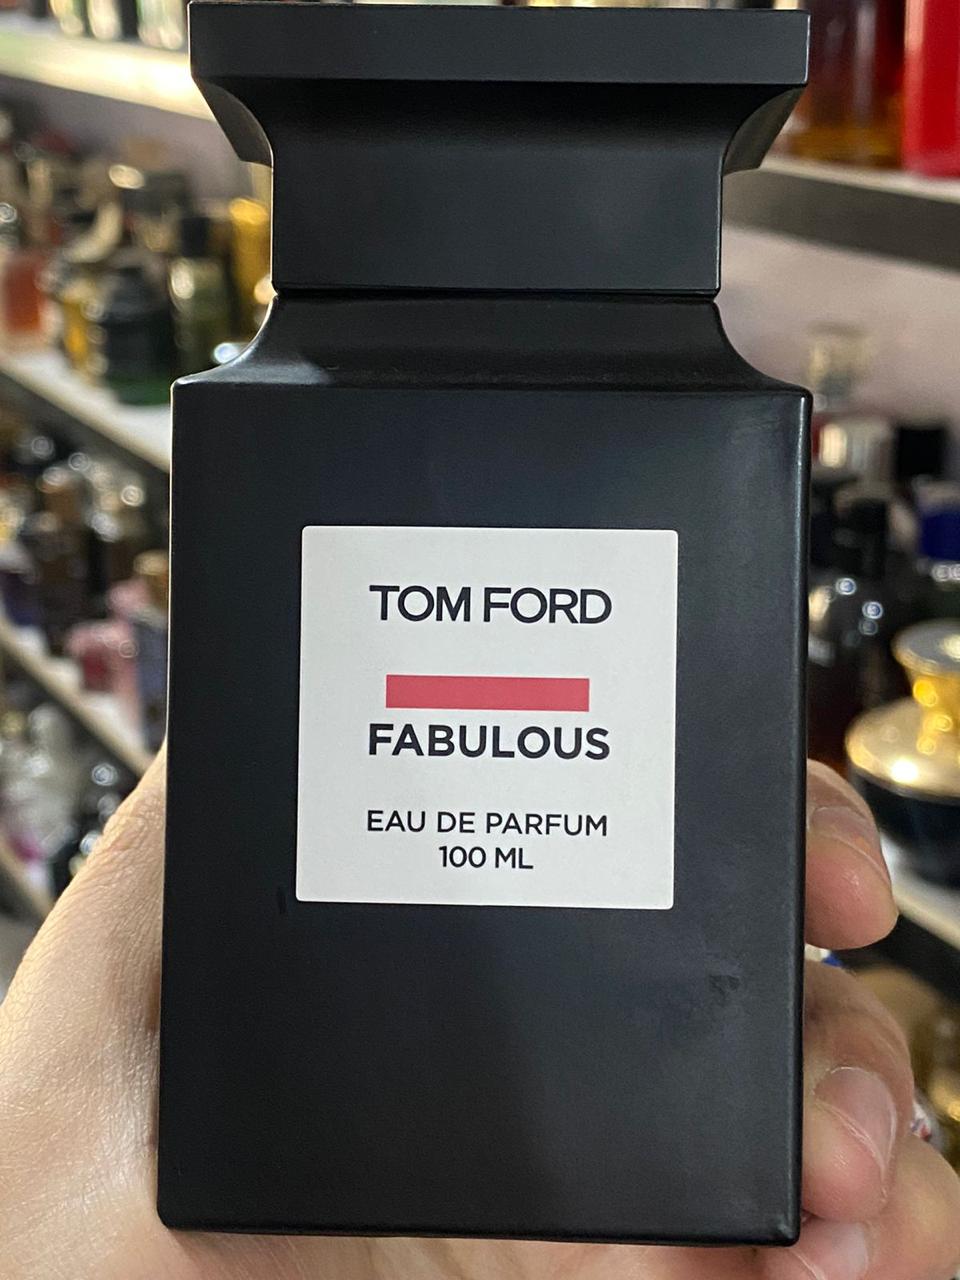 TOM FORD
FABULOUS
EAU DE PARFUM
100 ML